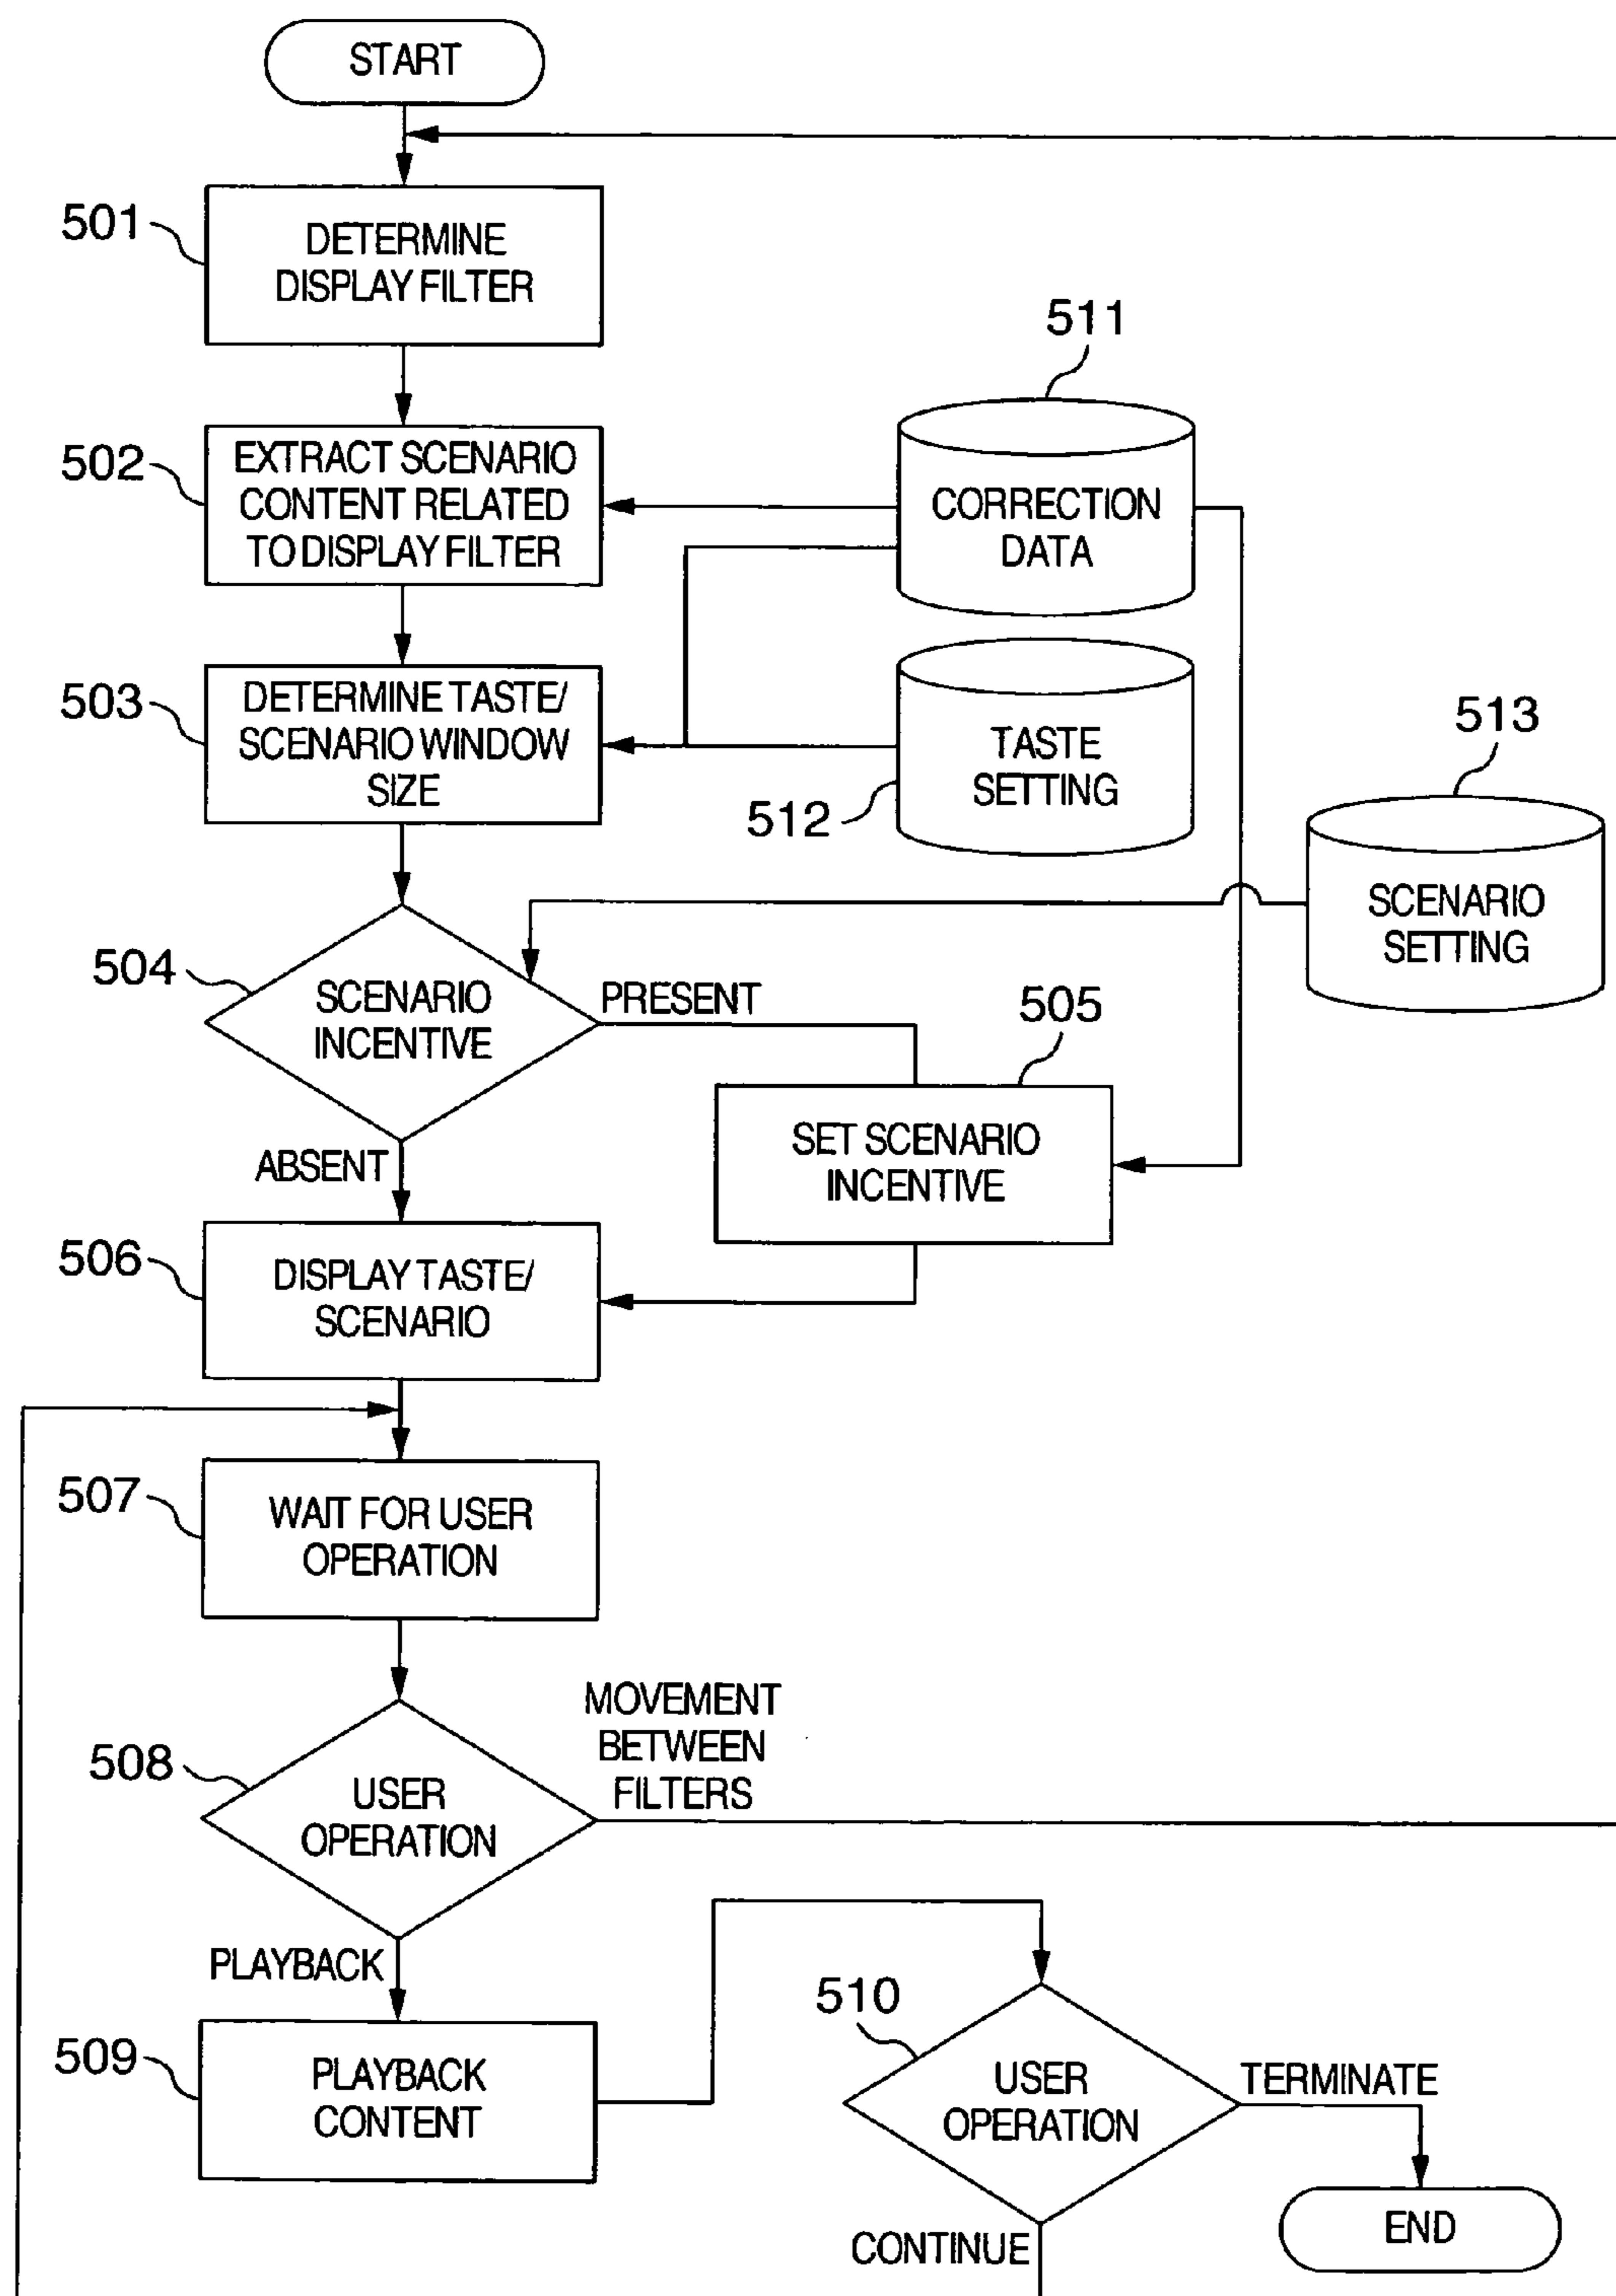 START
501
DETERMINE
DISPLAY FILTER
511
502
EXTRACT SCENARIO
CONTENT RELATED
TO DISPLAY FILTER
CORRECTION
DATA
503
DETERMINE TASTE/
SCENARIO WINDOW
SIZE
TASTE
SETTING
512
513
SCENARIO
SETTING
504
SCENARIO
INCENTIVE
PRESENT
505
SET SCENARIO
INCENTIVE
ABSENT
506
DISPLAY TASTE/
SCENARIO
507
WAIT FOR USER
OPERATION
508
USER
OPERATION
MOVEMENT
BETWEEN
FILTERS
PLAYBACK
509
PLAYBACK
CONTENT
510
USER
OPERATION
TERMINATE
END
CONTINUE